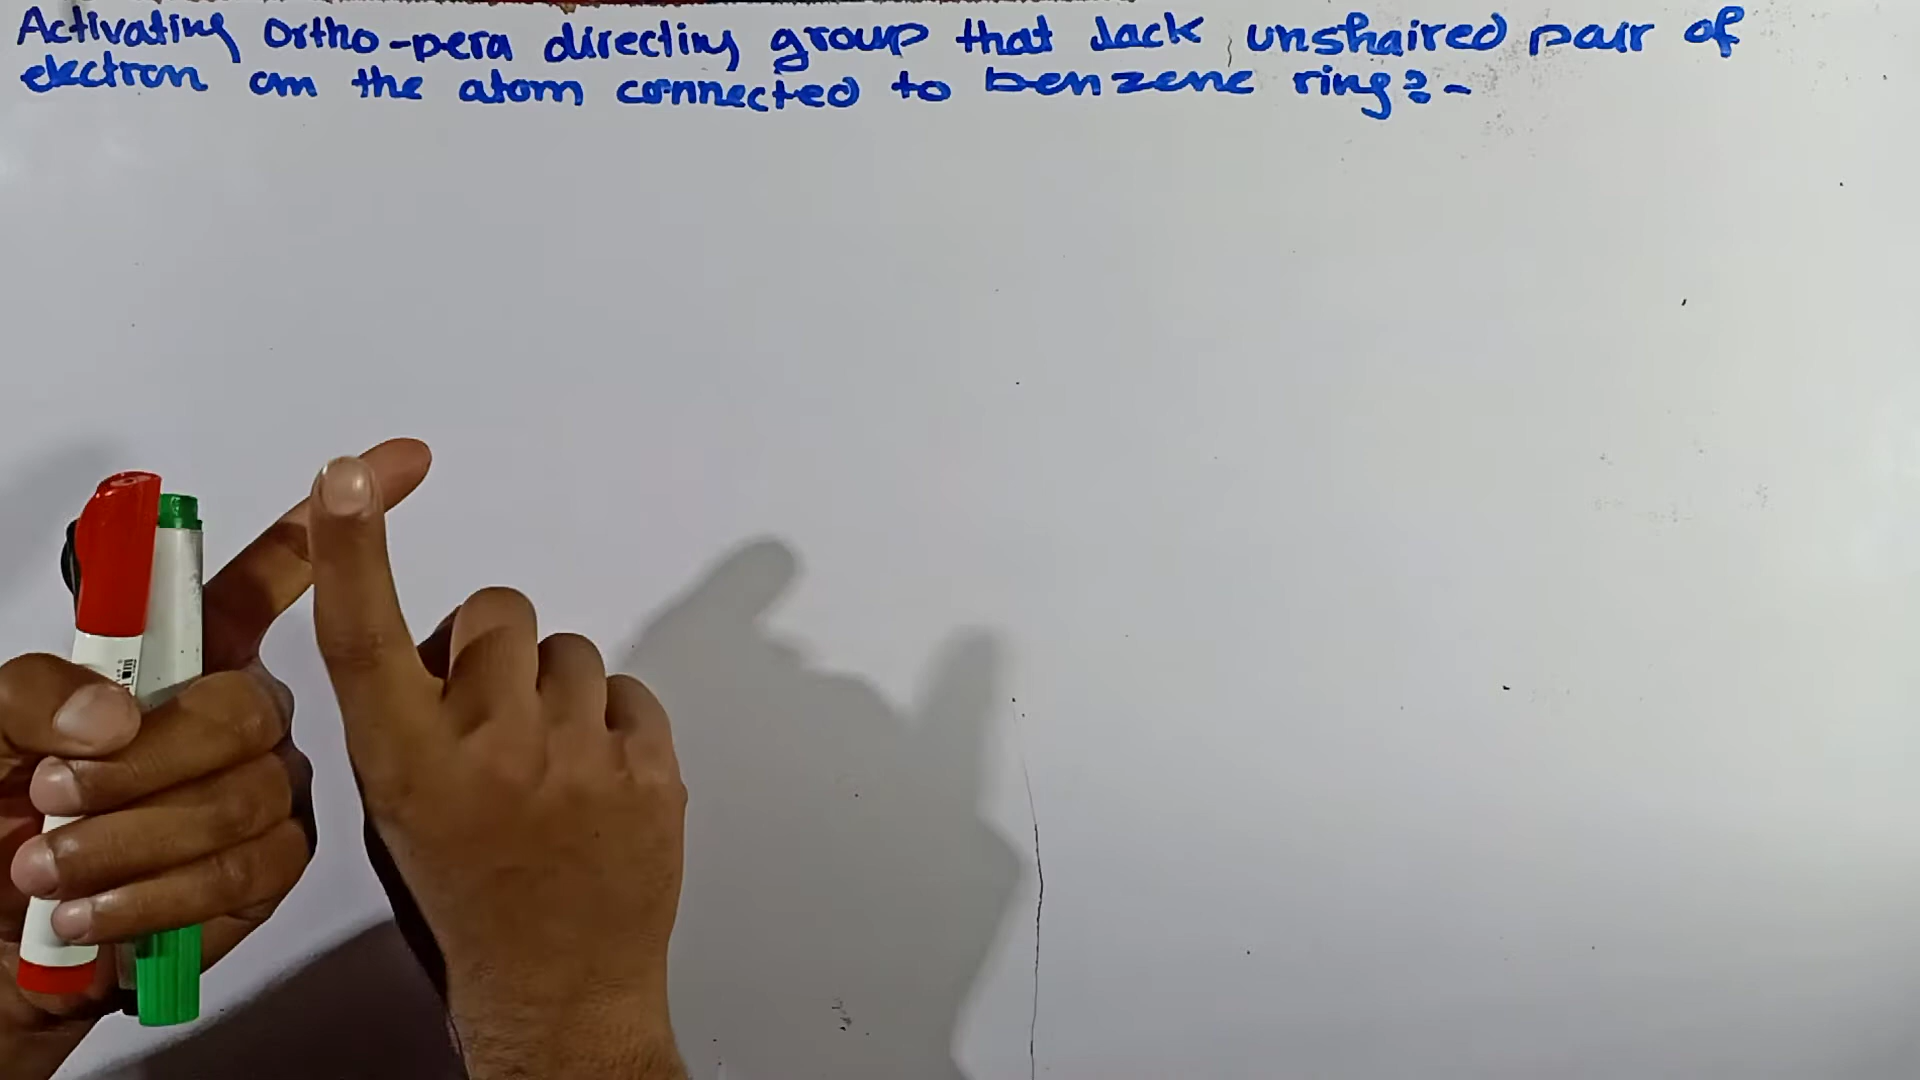 Activating ortho-pera directing group that lack unshaired pair of
electron on the atom connected to benzene ring:-